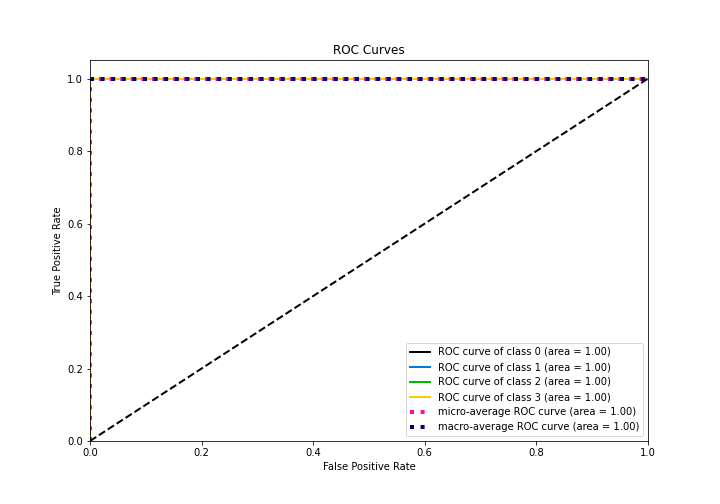 ROC Curves
True Positive Rate
1.0
0.8
0.6
0.4
0.2
0.0
ROC curve of class 0 (area = 1.00)
ROC curve of class 1 (area = 1.00)
ROC curve of class 2 (area = 1.00)
ROC curve of class 3 (area = 1.00)
micro-average ROC curve (area = 1.00)
macro-average ROC curve (area = 1.00)
0.0 0.2 0.4 0.6 0.8 1.0
False Positive Rate